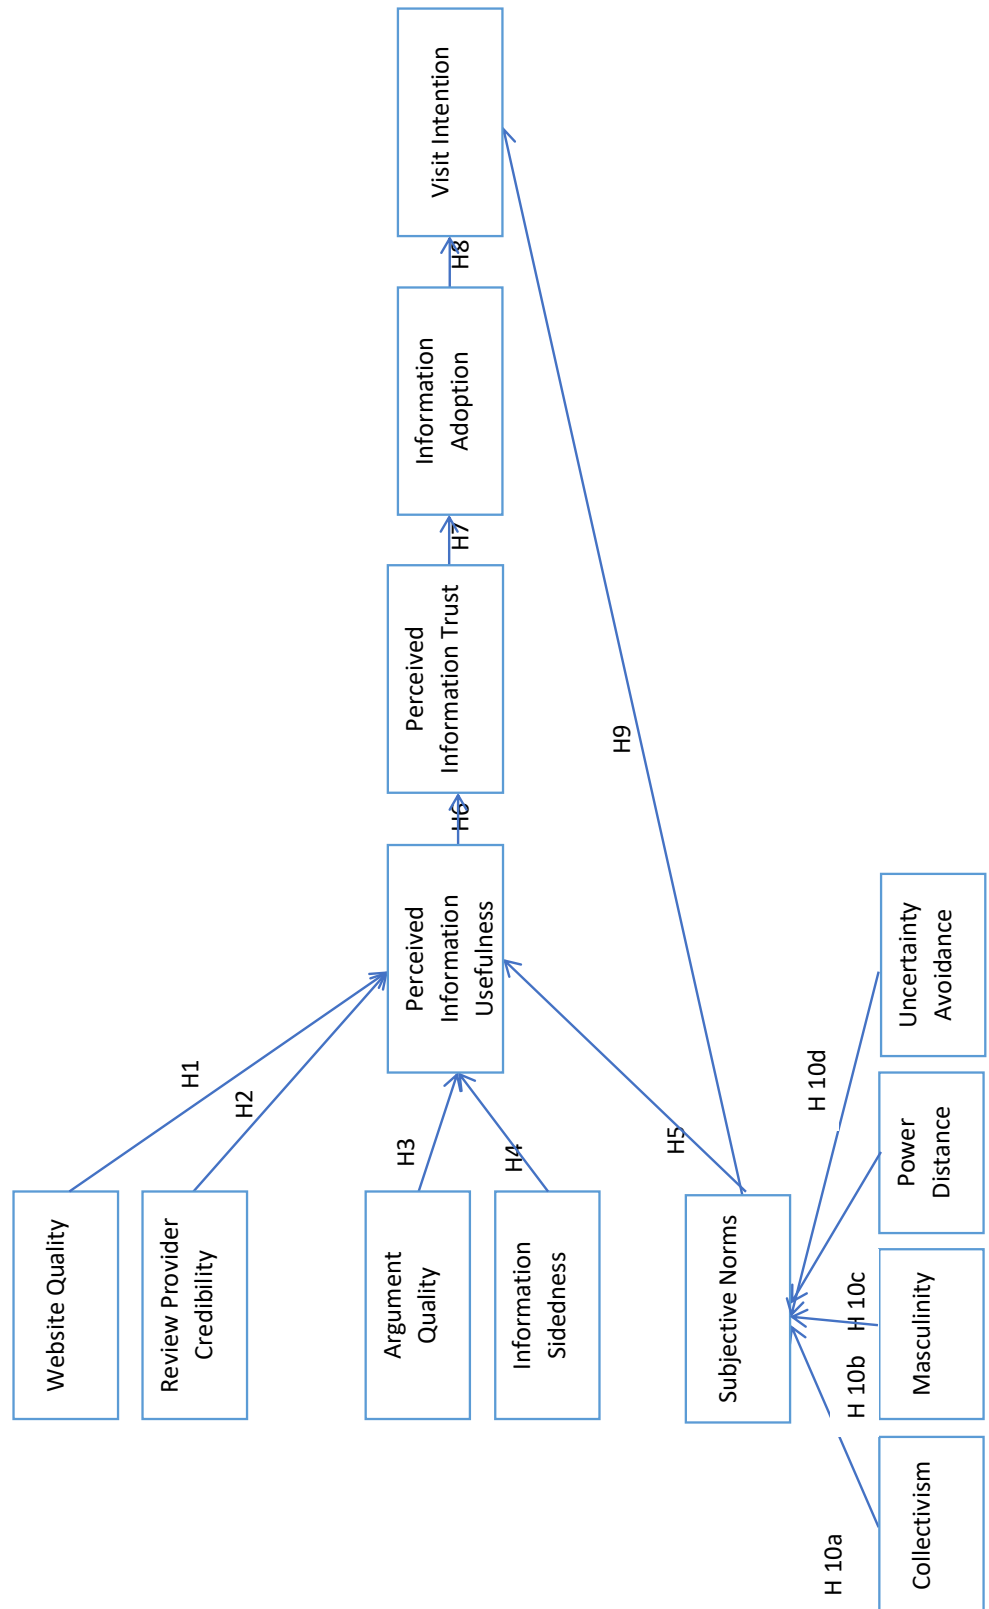 Website Quality
Review Provider
Credibility
Argument
Quality
Information
Sidedness
Subjective Norms
Collectivism
Masculinity
Power
Distance
Uncertainty
Avoidance
H 10a
H 10b
H 10c
H 10d
H1
H2
H3
H4
H5
Perceived
Information
Usefulness
H6
Perceived
Information Trust
H7
Information
Adoption
H8
Visit Intention
H9